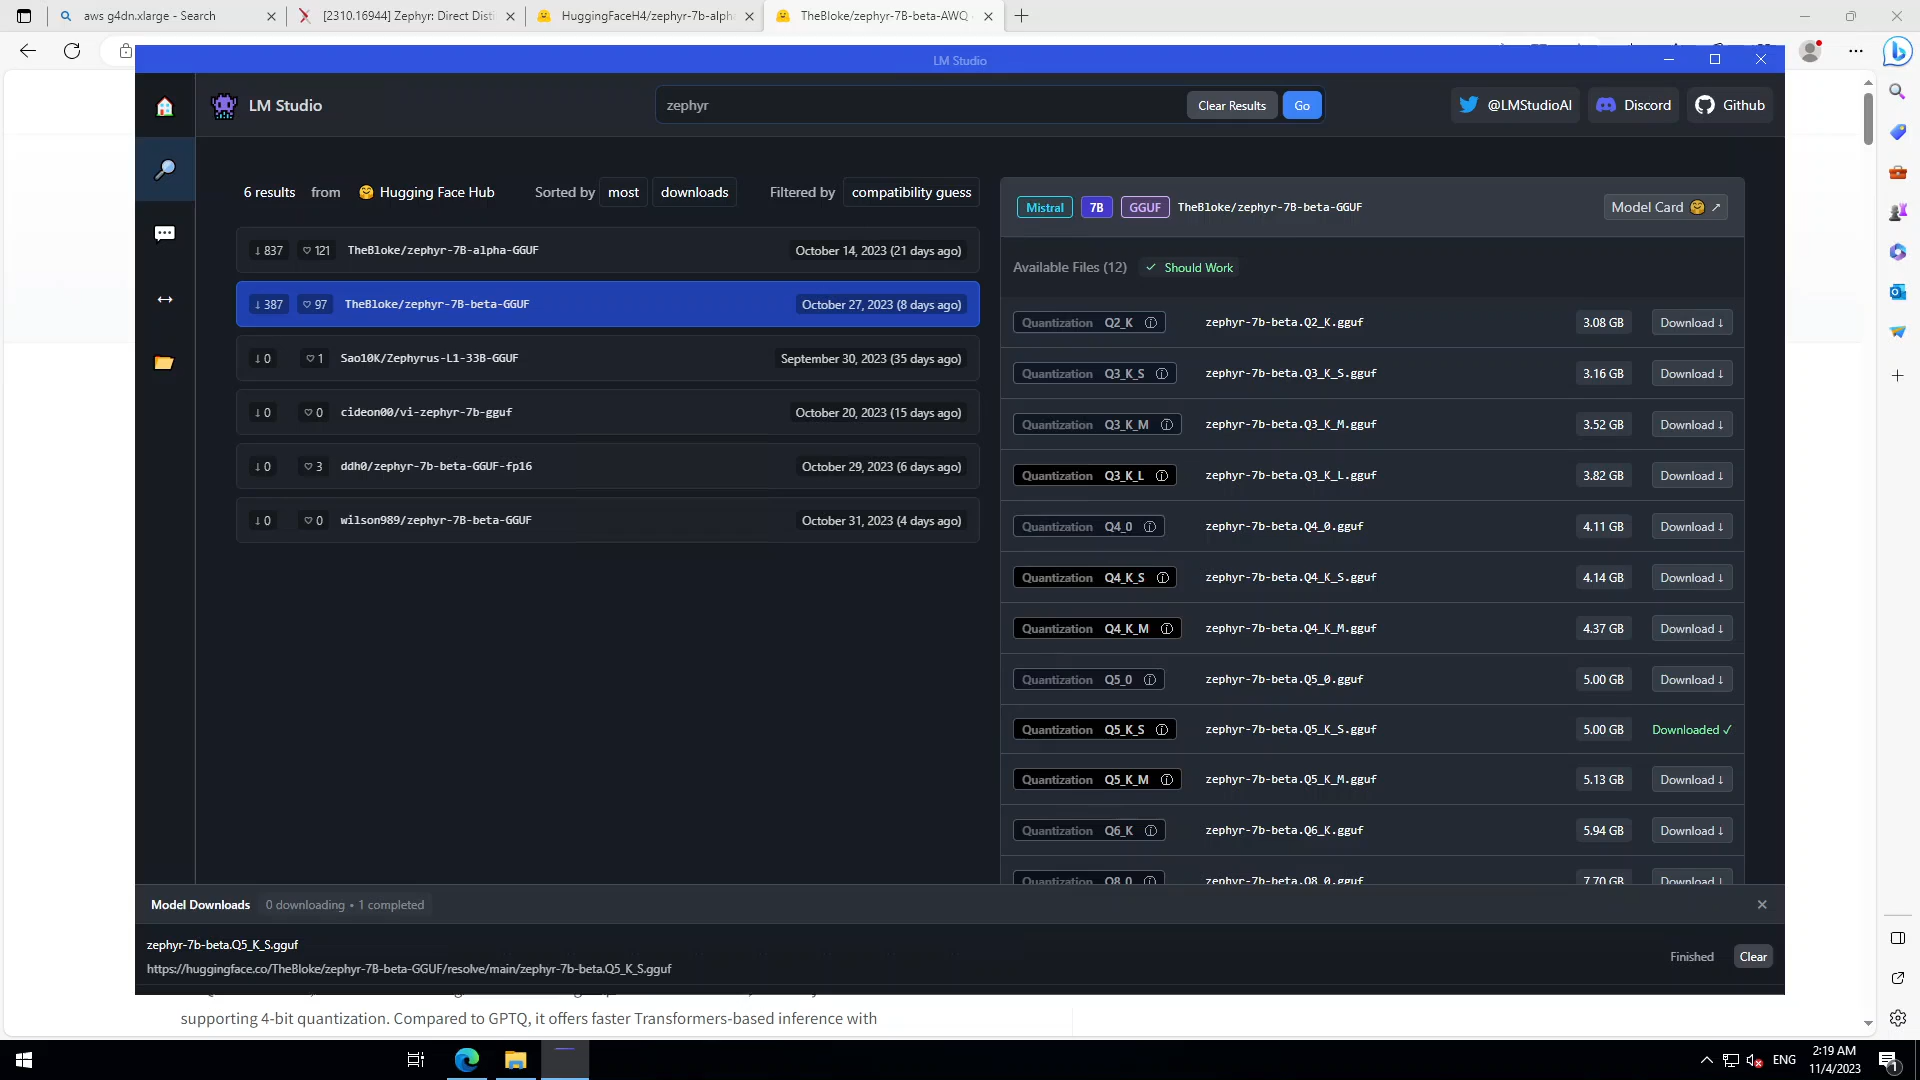 aws g4dn.xlarge - Search
[2310.16944] Zephyr: Direct Disti
HuggingFaceH4/zephyr-7b-alpha
TheBloke/zephyr-7B-beta-AWQ
LM Studio
LM Studio
zephyr
Clear Results
Go
@LMStudioAI
Discord
Github
6 results from 🤗 Hugging Face Hub
Sorted by most downloads
Filtered by compatibility guess
↓ 837 ♡ 121 TheBloke/zephyr-7B-alpha-GGUF October 14, 2023 (21 days ago)
↓ 387 ♡ 97 TheBloke/zephyr-7B-beta-GGUF October 27, 2023 (8 days ago)
↓ 0 ♡ 1 Sao10K/Zephyrus-L1-33B-GGUF September 30, 2023 (35 days ago)
↓ 0 ♡ 0 cideon00/vi-zephyr-7b-gguf October 20, 2023 (15 days ago)
↓ 0 ♡ 3 ddh0/zephyr-7b-beta-GGUF-fp16 October 29, 2023 (6 days ago)
↓ 0 ♡ 0 wilson989/zephyr-7B-beta-GGUF October 31, 2023 (4 days ago)
Mistral 7B GGUF TheBloke/zephyr-7B-beta-GGUF Model Card 🤗 ↗
Available Files (12) ✓ Should Work
Quantization Q2_K ⓘ zephyr-7b-beta.Q2_K.gguf 3.08 GB Download ↓
Quantization Q3_K_S ⓘ zephyr-7b-beta.Q3_K_S.gguf 3.16 GB Download ↓
Quantization Q3_K_M ⓘ zephyr-7b-beta.Q3_K_M.gguf 3.52 GB Download ↓
Quantization Q3_K_L ⓘ zephyr-7b-beta.Q3_K_L.gguf 3.82 GB Download ↓
Quantization Q4_0 ⓘ zephyr-7b-beta.Q4_0.gguf 4.11 GB Download ↓
Quantization Q4_K_S ⓘ zephyr-7b-beta.Q4_K_S.gguf 4.14 GB Download ↓
Quantization Q4_K_M ⓘ zephyr-7b-beta.Q4_K_M.gguf 4.37 GB Download ↓
Quantization Q5_0 ⓘ zephyr-7b-beta.Q5_0.gguf 5.00 GB Download ↓
Quantization Q5_K_S ⓘ zephyr-7b-beta.Q5_K_S.gguf 5.00 GB Downloaded ✓
Quantization Q5_K_M ⓘ zephyr-7b-beta.Q5_K_M.gguf 5.13 GB Download ↓
Quantization Q6_K ⓘ zephyr-7b-beta.Q6_K.gguf 5.94 GB Download ↓
Quantization Q8_0 ⓘ zephyr-7b-beta.Q8_0.gguf 7.70 GB Download ↓
Model Downloads 0 downloading • 1 completed
zephyr-7b-beta.Q5_K_S.gguf
https://huggingface.co/TheBloke/zephyr-7B-beta-GGUF/resolve/main/zephyr-7b-beta.Q5_K_S.gguf
Finished
Clear
supporting 4-bit quantization. Compared to GPTQ, it offers faster Transformers-based inference with
ENG
2:19 AM
11/4/2023
1